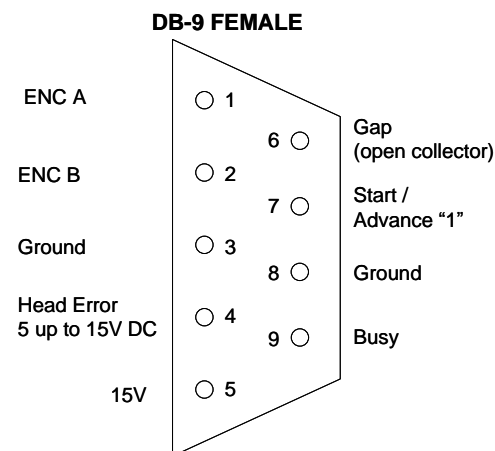 DB-9 FEMALE
ENC A
1
6
Gap
(open collector)
ENC B
2
7
Start /
Advance “1”
Ground
3
8
Ground
Head Error
5 up to 15V DC
4
9
Busy
15V
5